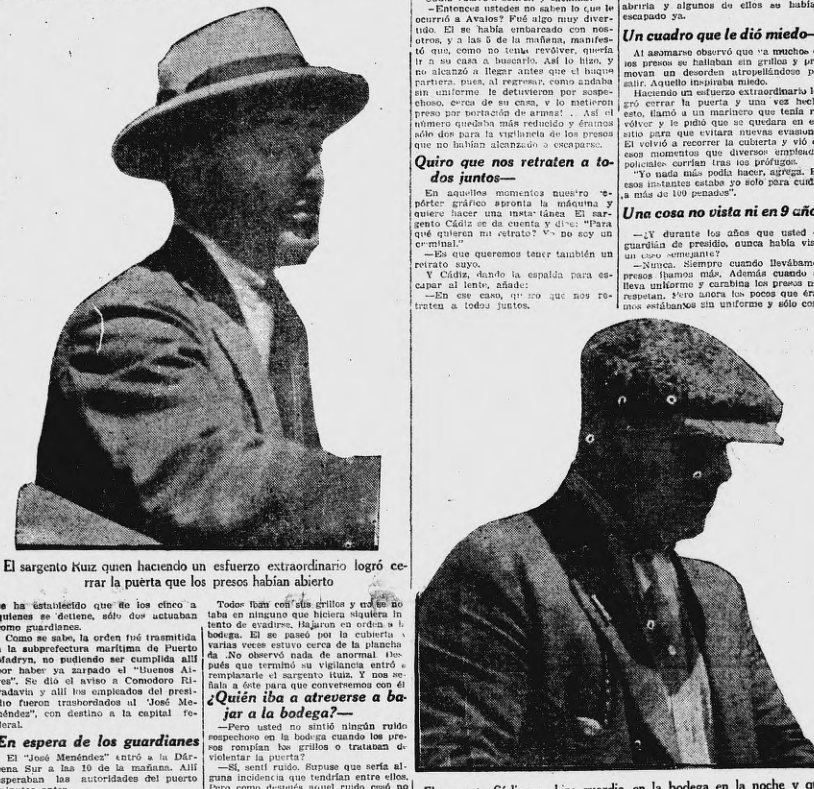 —Entonces ustedes no saben lo que le
ocurrió a Avalos? Fué algo muy diver-
tido. El se había embarcado con nos-
otros, y a las 5 de la mañana, manifes-
tó que, como no tenía revólver, quería
ir a su casa a buscarlo. Así lo hizo, y
no alcanzó a llegar antes que el buque
partiera, pues, al regresar, como andaba
sin uniforme le detuvieron por sospe-
choso, cerca de su casa, y lo metieron
preso por portación de armas! . Así el
número quedaba más reducido y éramos
sólo dos para la vigilancia de los presos
que no habían alcanzado a escaparse.
Quiro que nos retraten a to-
dos juntos—
En aquellos momentos nuestro re-
pórter gráfico apronta la máquina y
quiere hacer una instantánea El sar-
gento Cádiz se da cuenta y dice: "Para
qué quieren mi retrato? Yo no soy un
criminal."
—Es que queremos tener también un
retrato suyo.
Y Cádiz, dando la espalda para es-
capar al lente, añade:
—En ese caso, quiero que nos re-
traten a todos juntos.
abriría y algunos de ellos se había
escapado ya.
Un cuadro que le dió miedo—
Al asomarse observó que ya muchos
los presos se hallaban sin grillos y pr
movan un desorden atropellándose p
salir. Aquello inspiraba miedo.
Haciendo un esfuerzo extraordinario l
gró cerrar la puerta y una vez hech
esto, llamó a un marinero que tenía r
vólver y le pidió que se quedara en e
sitio para que evitara nuevas evasion
El volvió a recorrer la cubierta y vió
esos momentos que diversos emplead
policiales corrían tras los prófugos.
"Yo nada más podía hacer, agrega. E
esos instantes estaba yo solo para cuid
a más de 100 penados".
Una cosa no vista ni en 9 año
—¿Y durante los años que usted
guardián de presidio, nunca había vis
un caso semejante?
—Nunca. Siempre cuando llevábam
presos íbamos más. Además cuando
lleva uniforme y carabina los presos n
respetan. Pero ahora los pocos que ér
mos estábamos sin uniforme y sólo co
El sargento Ruiz quien haciendo un esfuerzo extraordinario logró ce-
rrar la puerta que los presos habían abierto
e ha establecido que de los cinco a
quienes se detiene, sólo dos actuaban
omo guardianes.
Como se sabe, la orden fué trasmitida
la subprefectura marítima de Puerto
Madryn, no pudiendo ser cumplida allí
por haber ya zarpado el "Buenos Ai-
res". Se dió el aviso a Comodoro Ri-
vadavia y allí los empleados del presi-
dio fueron trasbordados al "José Me-
néndez", con destino a la capital fe-
deral.
En espera de los guardianes
El "José Menéndez" entró a la Dár-
sena Sur a las 10 de la mañana. Allí
esperaban las autoridades del puerto
Todos iban con sus grillos y no se no
taba en ninguno que hiciera siquiera in
tento de evadirse. Bajaron en orden a la
bodega. El se paseó por la cubierta y
varias veces estuvo cerca de la plancha
da .No observó nada de anormal. Des-
pués que terminó su vigilancia entró a
remplazarle el sargento Ruiz. Y nos se-
ñala a éste para que conversemos con él
¿Quién iba a atreverse a ba-
jar a la bodega?—
—Pero usted no sintió ningún ruido
sospechoso en la bodega cuando los pre-
sos rompían los grillos o trataban de
violentar la puerta?
—Sí, sentí ruido. Supuse que sería al-
guna incidencia que tendrían entre ellos.
Pero como después aquel ruido cesó no
guardia en la bodega en la noche y qu